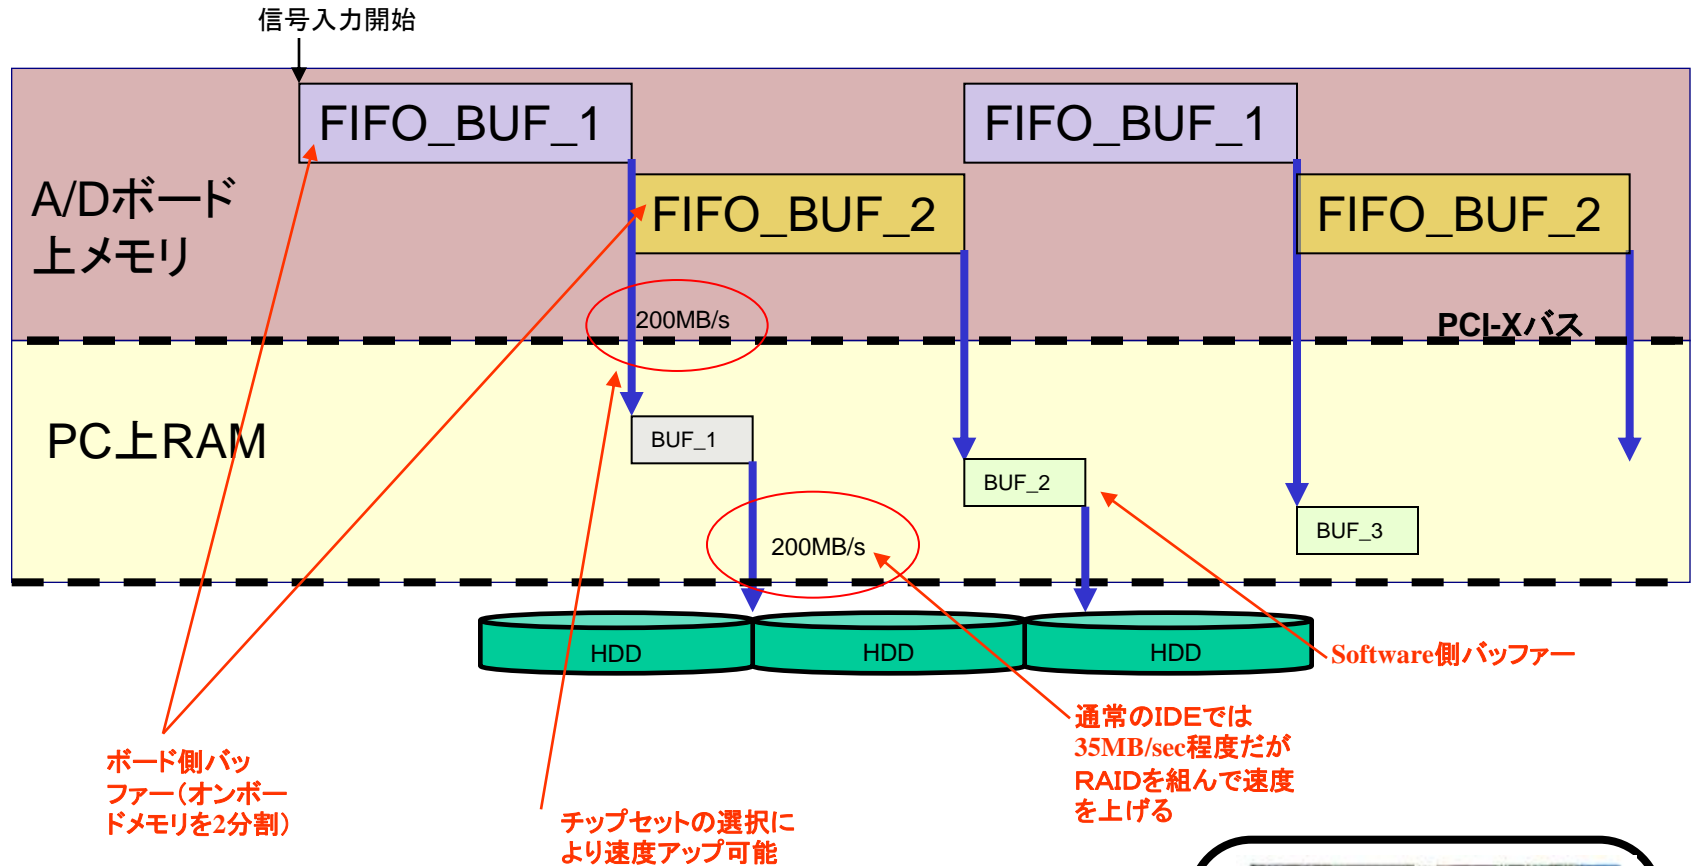 信号入力開始
FIFO_BUF_1
FIFO_BUF_1
A/Dボード
上メモリ
FIFO_BUF_2
FIFO_BUF_2
200MB/s
PCI-Xバス
PC上RAM
BUF_1
BUF_2
BUF_3
200MB/s
HDD
HDD
HDD
Software側バッファー
通常のIDEでは
35MB/sec程度だが
RAIDを組んで速度
を上げる
ボード側バッ
ファー(オンボー
ドメモリを2分割)
チップセットの選択に
より速度アップ可能